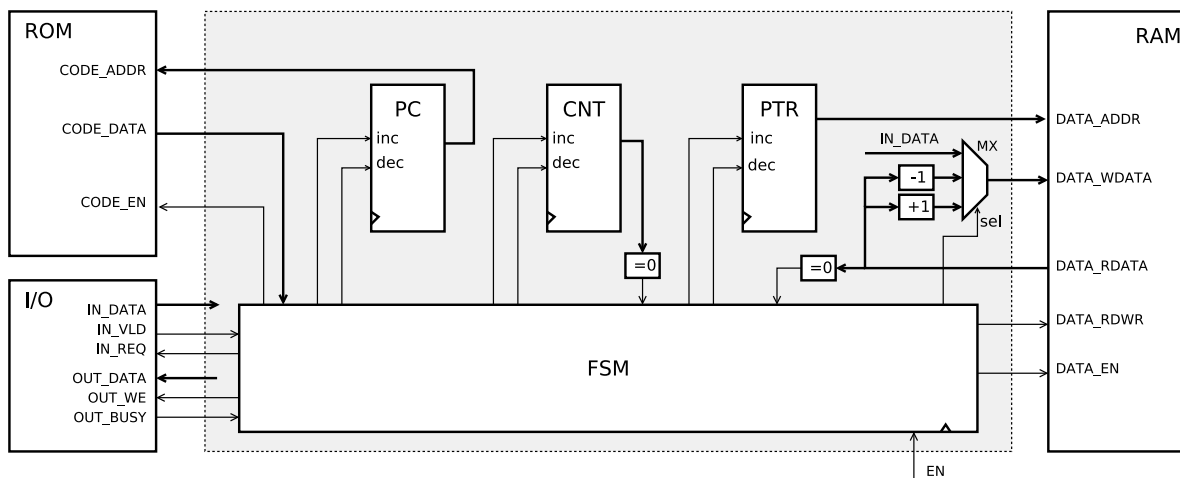 ROM
CODE_ADDR
CODE_DATA
CODE_EN
I/O
IN_DATA
IN_VLD
IN_REQ
OUT_DATA
OUT_WE
OUT_BUSY
PC
inc
dec
CNT
inc
dec
=0
PTR
inc
dec
IN_DATA
MX
-1
+1
sel
=0
FSM
EN
RAM
DATA_ADDR
DATA_WDATA
DATA_RDATA
DATA_RDWR
DATA_EN